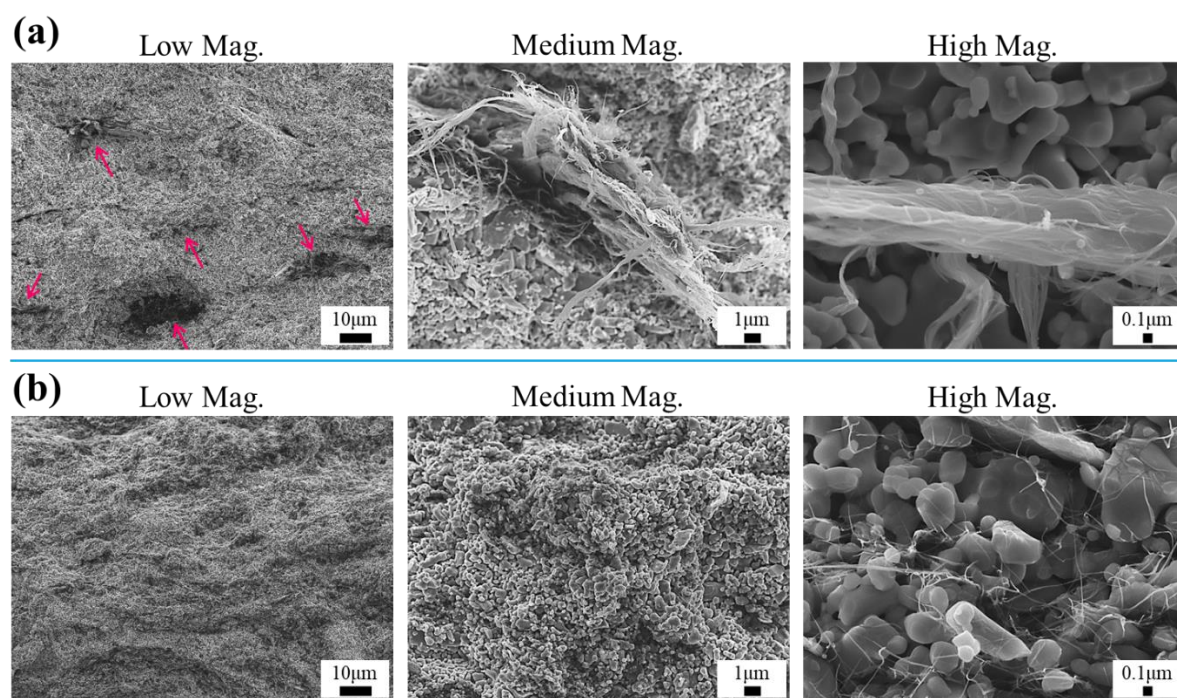 (a)
Low Mag.
Medium Mag.
High Mag.
10μm
1μm
0.1μm
(b)
Low Mag.
Medium Mag.
High Mag.
10μm
1μm
0.1μm